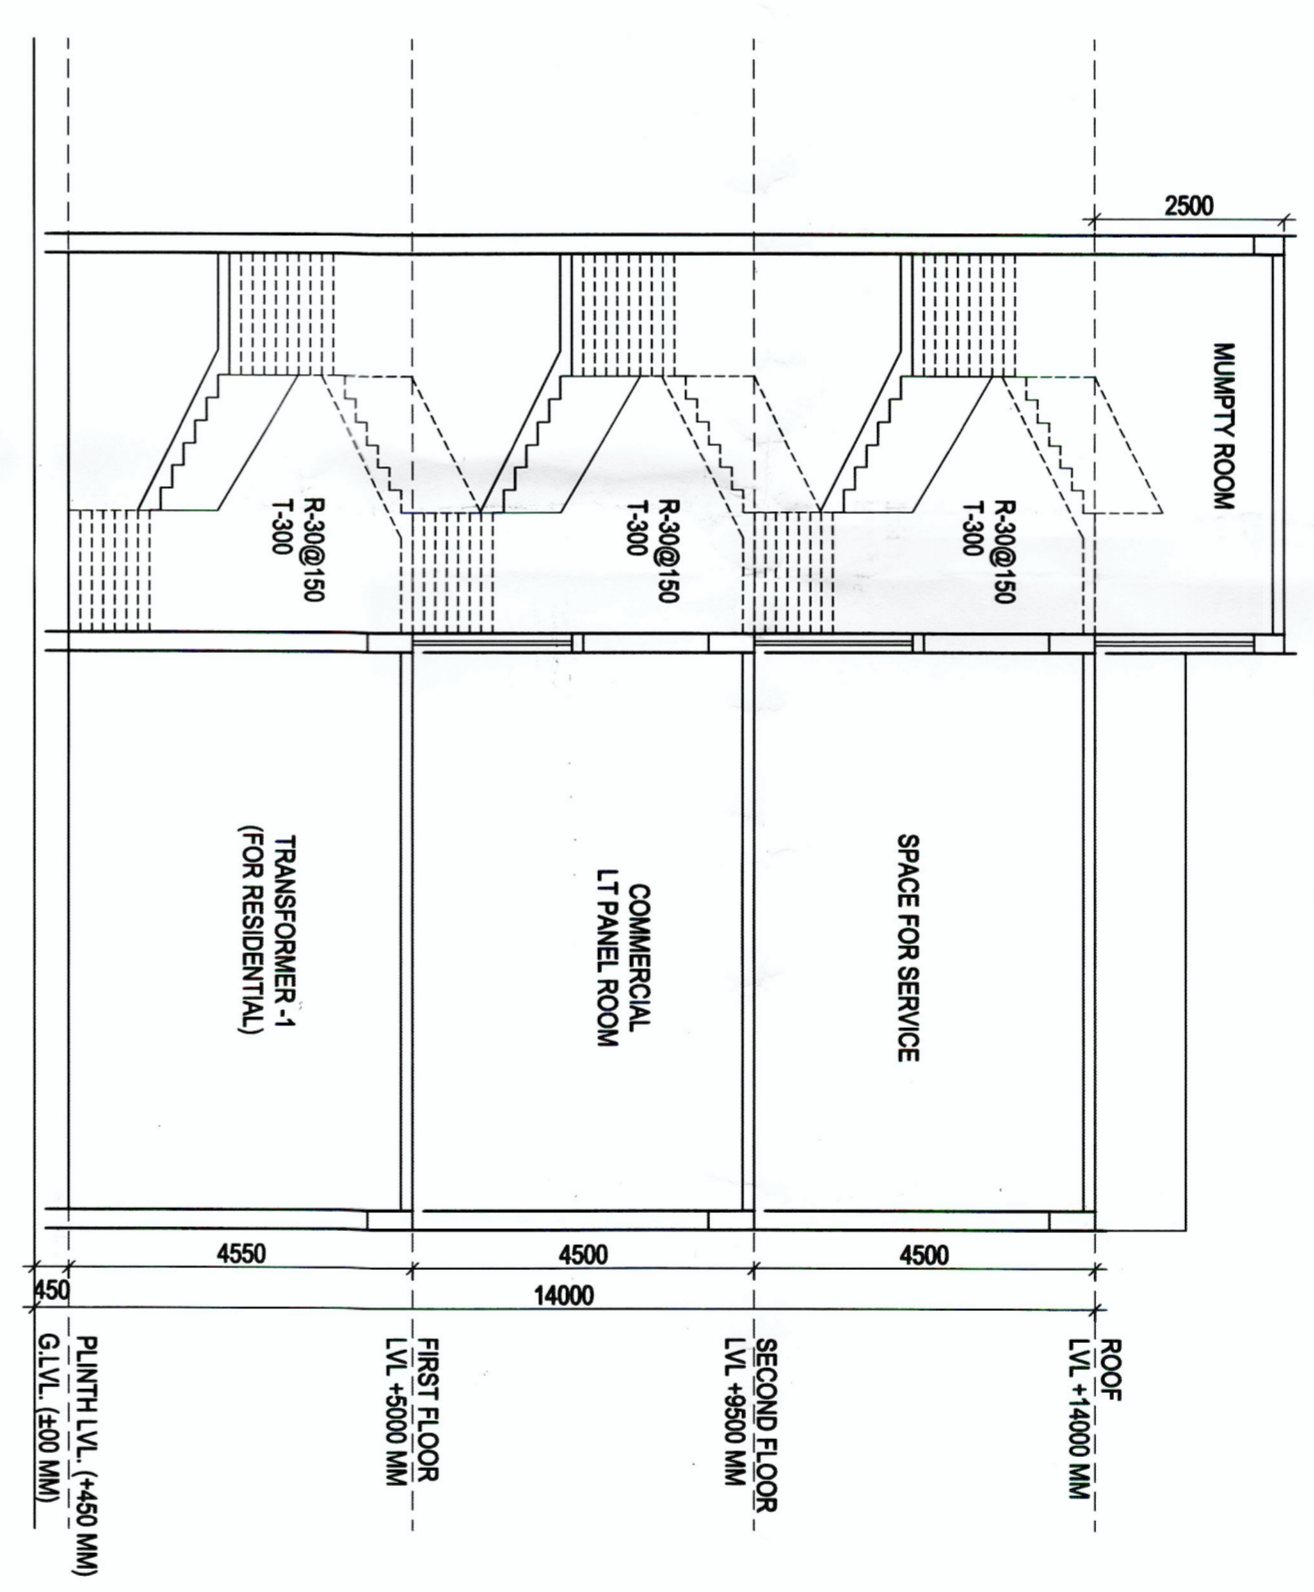 2500
MUMPTY ROOM
R-30@150
T-300
SPACE FOR SERVICE
4500
ROOF
LVL +14000 MM
R-30@150
T-300
COMMERCIAL
LT PANEL ROOM
4500
14000
SECOND FLOOR
LVL +9500 MM
R-30@150
T-300
TRANSFORMER -1
(FOR RESIDENTIAL)
4550
FIRST FLOOR
LVL +5000 MM
450
PLINTH LVL. (+450 MM)
G.LVL. (±00 MM)